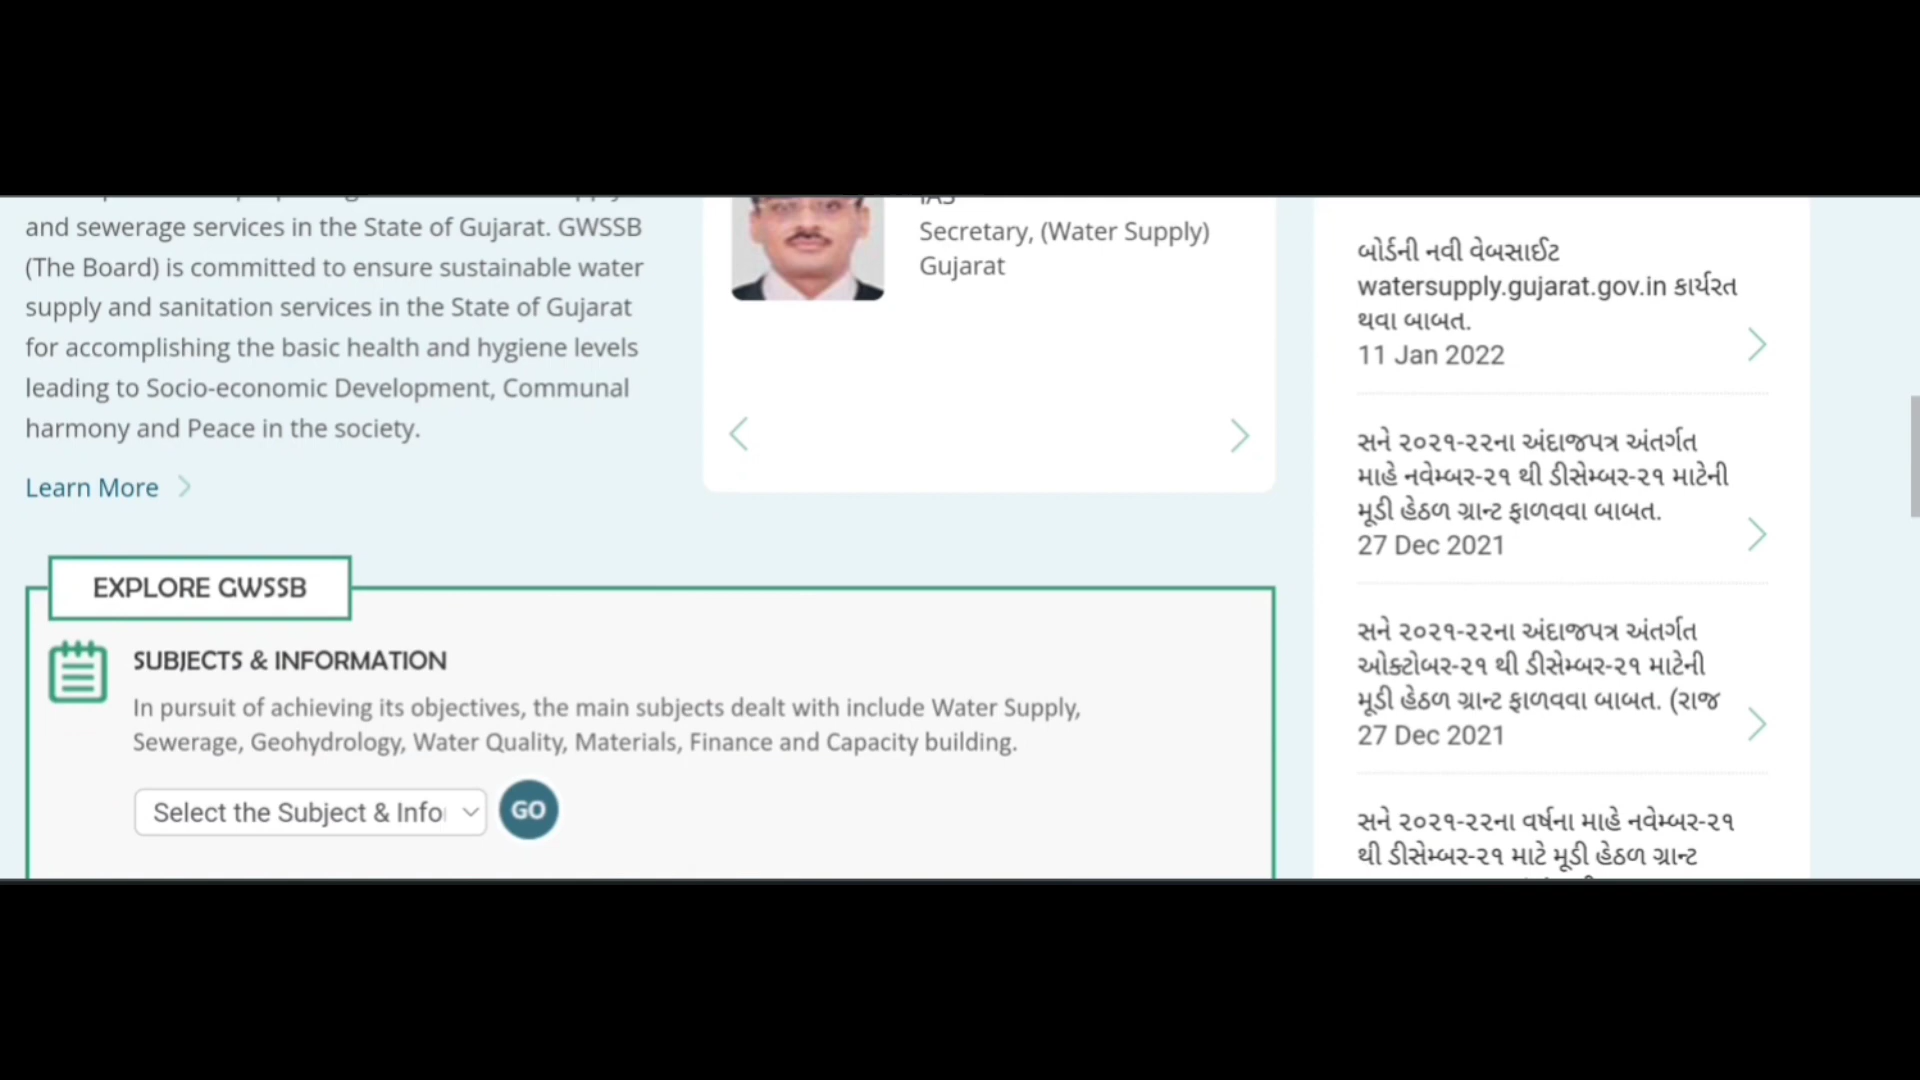 and sewerage services in the State of Gujarat. GWSSB
(The Board) is committed to ensure sustainable water
supply and sanitation services in the State of Gujarat
for accomplishing the basic health and hygiene levels
leading to Socio-economic Development, Communal
harmony and Peace in the society.
Learn More
IAS
Secretary, (Water Supply)
Gujarat
EXPLORE GWSSB
SUBJECTS & INFORMATION
In pursuit of achieving its objectives, the main subjects dealt with include Water Supply,
Sewerage, Geohydrology, Water Quality, Materials, Finance and Capacity building.
Select the Subject & Info
GO
બોર્ડની નવી વેબસાઈટ
watersupply.gujarat.gov.in કાર્યરત
થવા બાબત.
11 Jan 2022
સને ૨૦૨૧-૨૨ના અંદાજપત્ર અંતર્ગત
માહે નવેમ્બર-૨૧ થી ડીસેમ્બર-૨૧ માટેની
મૂડી હેઠળ ગ્રાન્ટ ફાળવવા બાબત.
27 Dec 2021
સને ૨૦૨૧-૨૨ના અંદાજપત્ર અંતર્ગત
ઓક્ટોબર-૨૧ થી ડીસેમ્બર-૨૧ માટેની
મૂડી હેઠળ ગ્રાન્ટ ફાળવવા બાબત. (રાજ
27 Dec 2021
સને ૨૦૨૧-૨૨ના વર્ષના માહે નવેમ્બર-૨૧
થી ડીસેમ્બર-૨૧ માટે મૂડી હેઠળ ગ્રાન્ટ